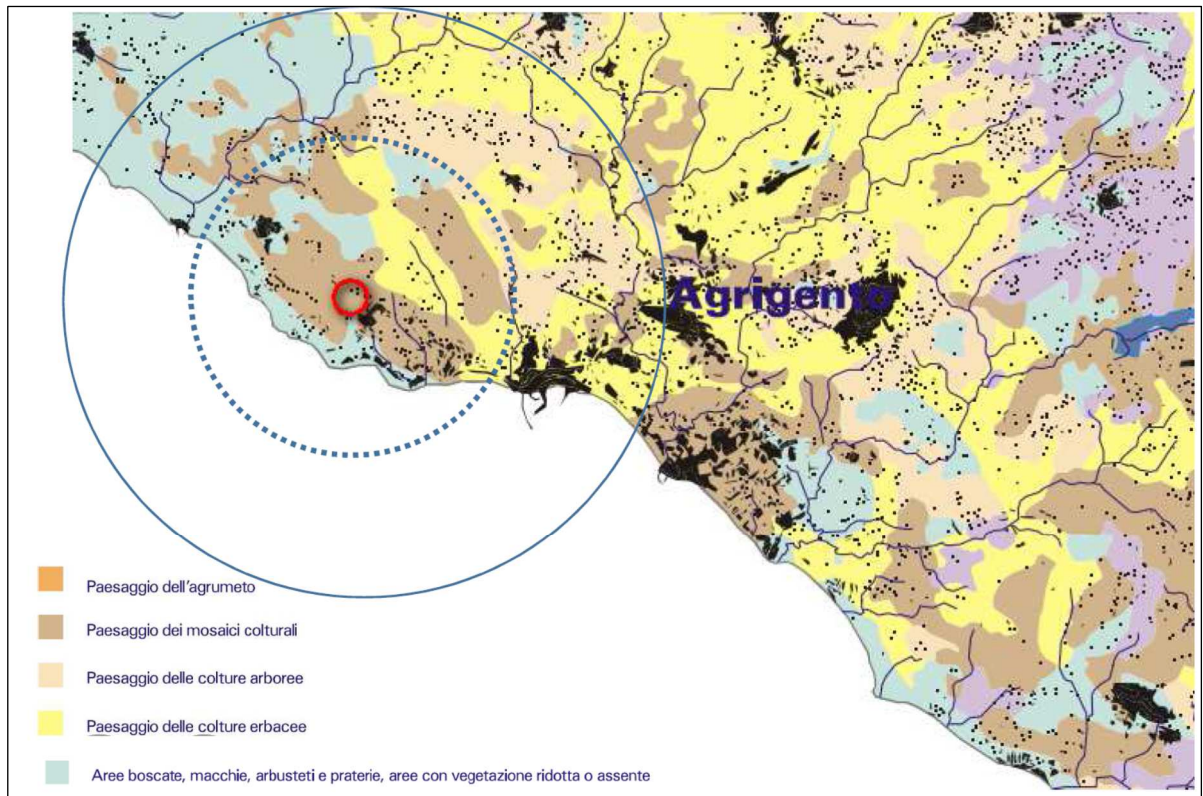 Agrigento
Paesaggio dell'agrumeto
Paesaggio dei mosaici colturali
Paesaggio delle colture arboree
Paesaggio delle colture erbacee
Aree boscate, macchie, arbusteti e praterie, aree con vegetazione ridotta o assente